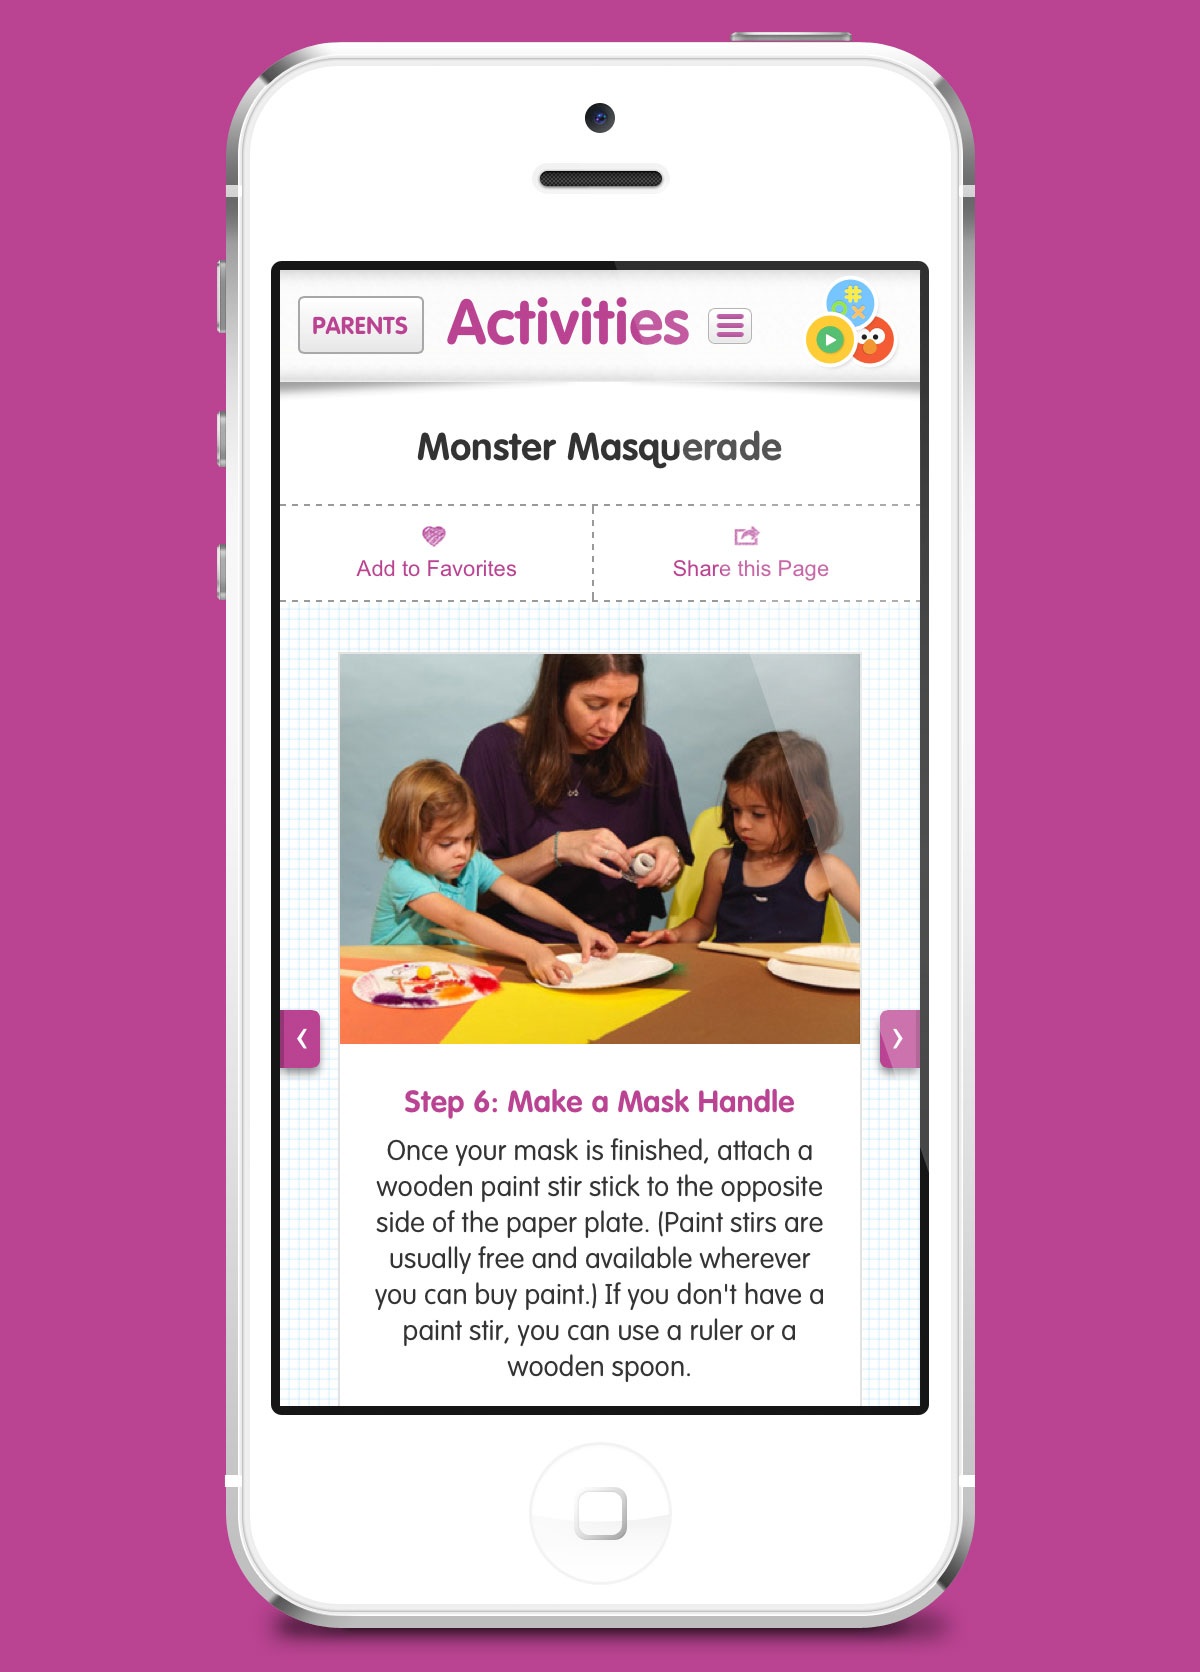 PARENTS
Activities
Monster Masquerade
Add to Favorites
Share this Page
Step 6: Make a Mask Handle
Once your mask is finished, attach a
wooden paint stir stick to the opposite
side of the paper plate. (Paint stirs are
usually free and available wherever
you can buy paint.) If you don't have a
paint stir, you can use a ruler or a
wooden spoon.